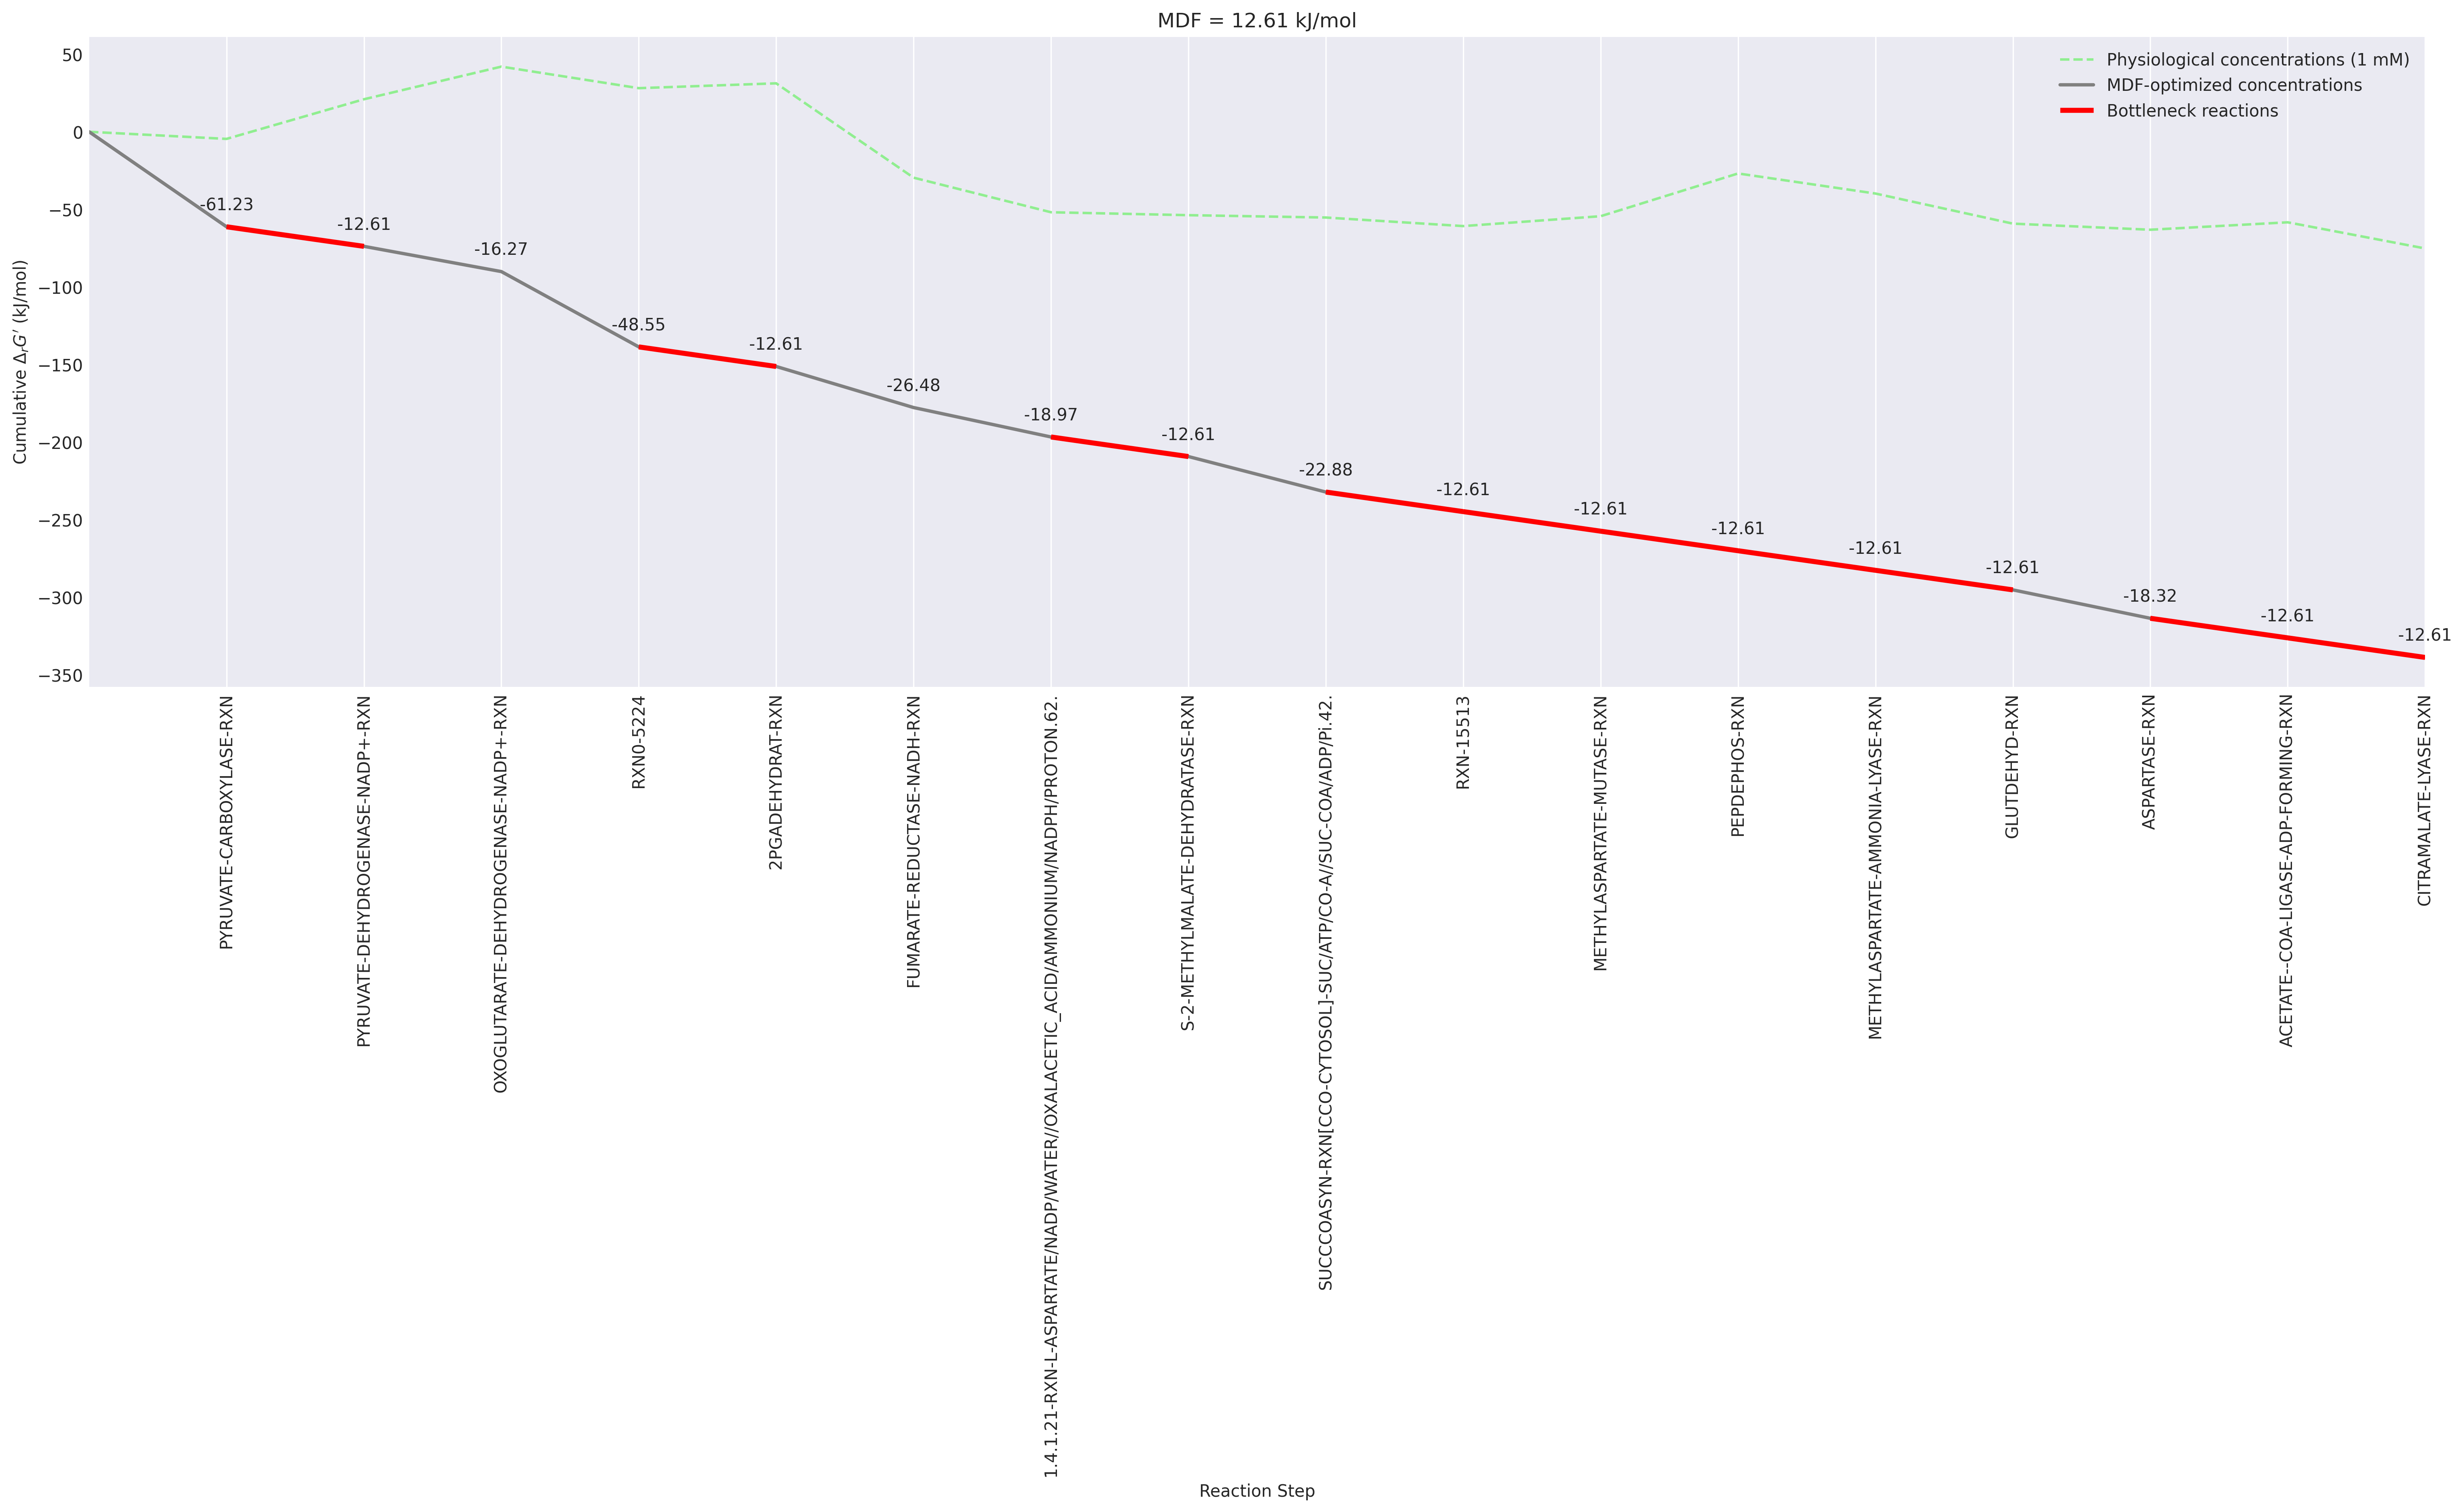 MDF = 12.61 kJ/mol
Physiological concentrations (1 mM)
MDF-optimized concentrations
Bottleneck reactions
Cumulative ΔrG′ (kJ/mol)
50
0
−50
−100
−150
−200
−250
−300
−350
-61.23
-12.61
-16.27
-48.55
-12.61
-26.48
-18.97
-12.61
-22.88
-12.61
-12.61
-12.61
-12.61
-12.61
-18.32
-12.61
-12.61
PYRUVATE-CARBOXYLASE-RXN
PYRUVATE-DEHYDROGENASE-NADP+-RXN
OXOGLUTARATE-DEHYDROGENASE-NADP+-RXN
RXN0-5224
2PGADEHYDRAT-RXN
FUMARATE-REDUCTASE-NADH-RXN
1.4.1.21-RXN-L-ASPARTATE/NADP/WATER//OXALACETIC_ACID/AMMONIUM/NADPH/PROTON.62.
S-2-METHYLMALATE-DEHYDRATASE-RXN
SUCCCOASYN-RXN[CCO-CYTOSOL]-SUC/ATP/CO-A//SUC-COA/ADP/Pi.42.
RXN-15513
METHYLASPARTATE-MUTASE-RXN
PEPDEPHOS-RXN
METHYLASPARTATE-AMMONIA-LYASE-RXN
GLUTDEHYD-RXN
ASPARTASE-RXN
ACETATE--COA-LIGASE-ADP-FORMING-RXN
CITRAMALATE-LYASE-RXN
Reaction Step